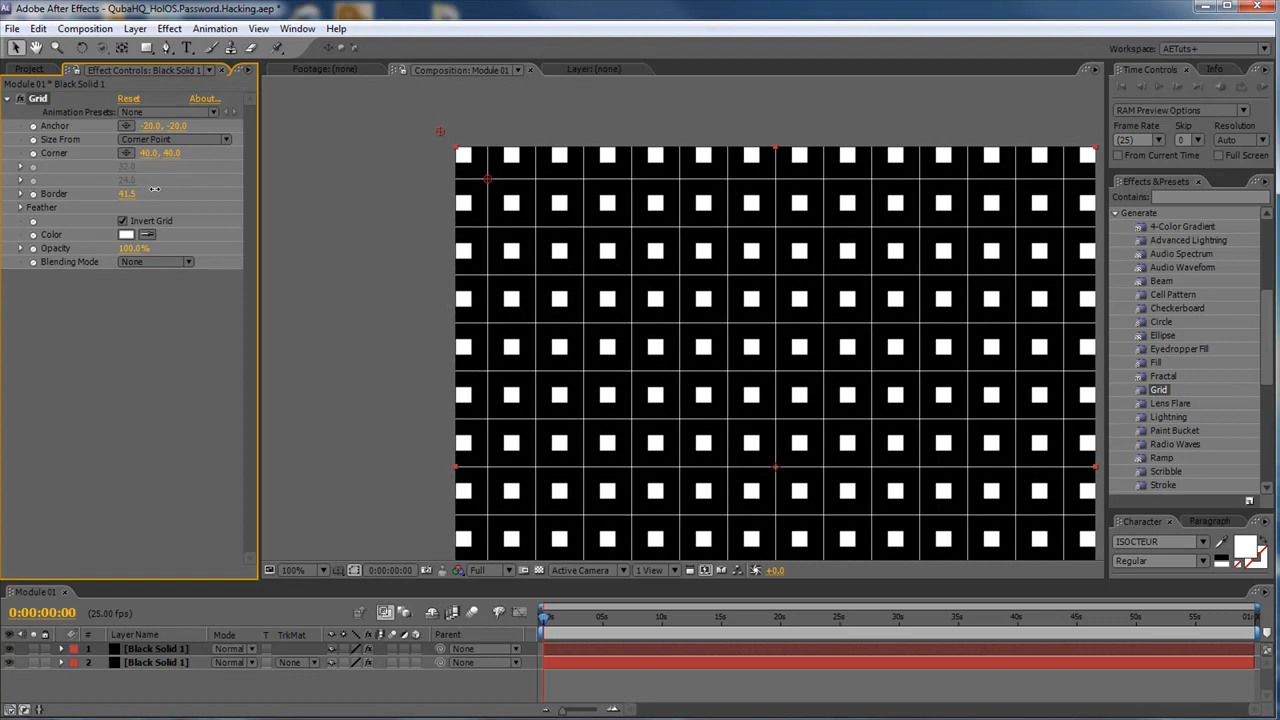 Adobe After Effects - QubaHQ_HolOS.Password.Hacking.aep *
File Edit Composition Layer Effect Animation View Window Help
Workspace: AETuts+
Project Effect Controls: Black Solid 1 Footage: (none) Composition: Module 01 Layer: (none) Time Controls Info
Module 01 * Black Solid 1
Grid Reset About...
Animation Presets: None
Anchor -20.0, -20.0
Size From Corner Point
Corner 40.0, 40.0
32.0
24.0
Border 41.5
Feather
Invert Grid
Color
Opacity 100.0%
Blending Mode None
RAM Preview Options
Frame Rate Skip Resolution
(25) 0 Auto
From Current Time Full Screen
Effects & Presets
Contains:
Generate
4-Color Gradient
Advanced Lightning
Audio Spectrum
Audio Waveform
Beam
Cell Pattern
Checkerboard
Circle
Ellipse
Eyedropper Fill
Fill
Fractal
Grid
Lens Flare
Lightning
Paint Bucket
Radio Waves
Ramp
Scribble
Stroke
Character Paragraph
ISOCTEUR
Regular
100% 0:00:00:00 Full Active Camera 1 View +0.0
Module 01
0:00:00:00 (25.00 fps)
05s 10s 15s 20s 25s 30s 35s 40s 45s 50s 55s
# Layer Name Mode T TrkMat Parent
1 [Black Solid 1] Normal None
2 [Black Solid 1] Normal None None